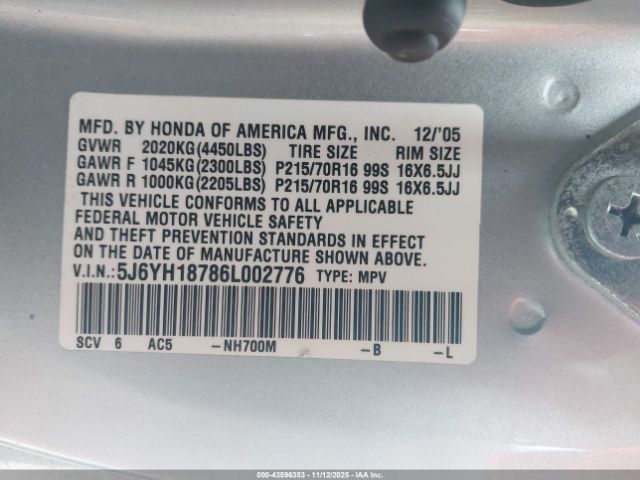 MFD. BY HONDA OF AMERICA MFG., INC. 12/'05
GVWR 2020KG(4450LBS) TIRE SIZE RIM SIZE
GAWR F 1045KG(2300LBS) P215/70R16 99S 16X6.5JJ
GAWR R 1000KG(2205LBS) P215/70R16 99S 16X6.5JJ
THIS VEHICLE CONFORMS TO ALL APPLICABLE
FEDERAL MOTOR VEHICLE SAFETY
AND THEFT PREVENTION STANDARDS IN EFFECT
ON THE DATE OF MANUFACTURE SHOWN ABOVE.
V.I.N.:5J6YH18786L002776 TYPE: MPV
SCV 6 AC5 -NH700M -B -L
000-43596353 - 11/12/2025 - IAA Inc.